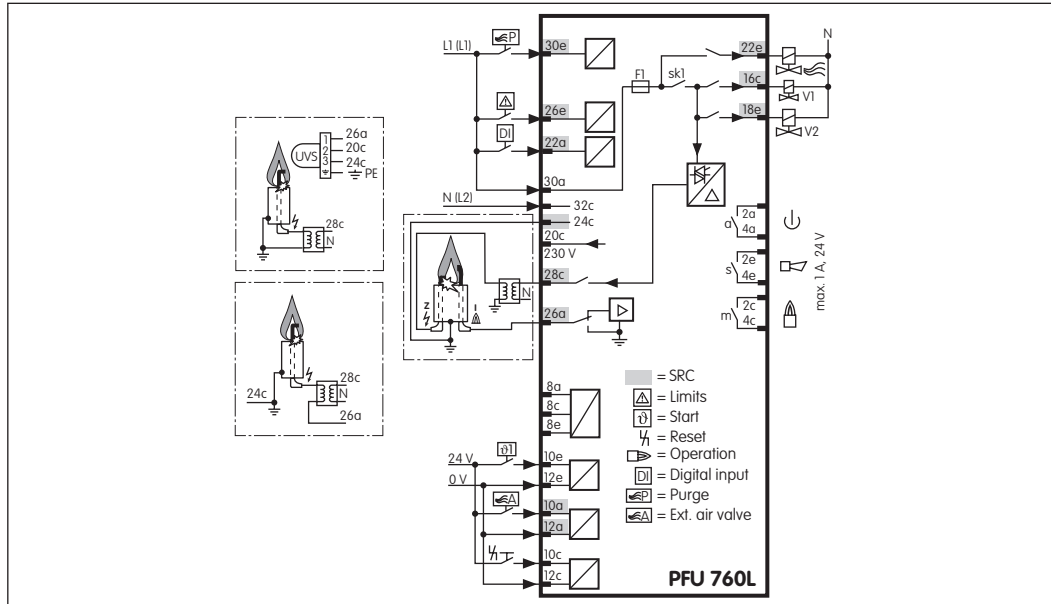 L1 (L1)
P
30e
26e
DI
22a
30a
N (L2)
32c
24c
20c
230 V
28c
26a
F1
sk1
22e
16c
18e
N
V1
V2
1
2
3
UVS
26a
20c
24c
PE
28c
N
24c
28c
N
26a
z
I
N
a
2a
4a
s
2e
4e
m
2c
4c
max. 1 A, 24 V
8a
8c
8e
24 V
ϑ1
10e
0 V
12e
A
10a
12a
10c
12c
= SRC
= Limits
ϑ = Start
= Reset
= Operation
DI = Digital input
P = Purge
A = Ext. air valve
PFU 760L